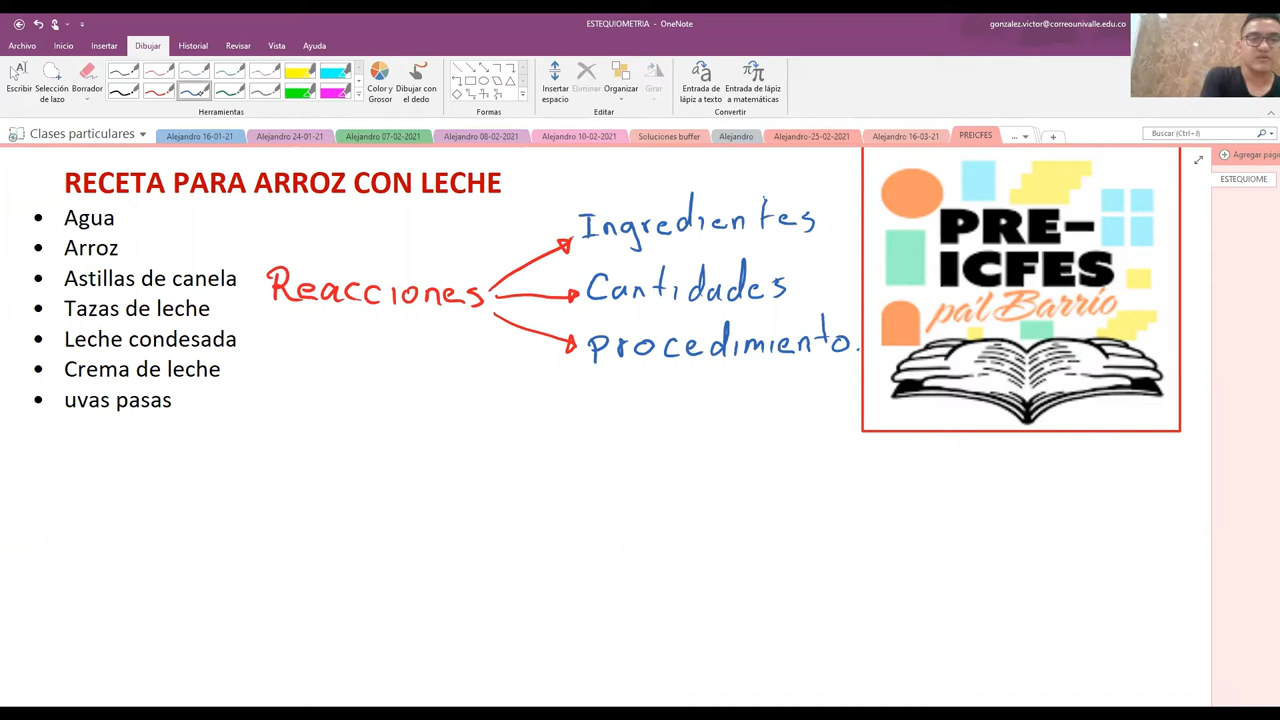 ESTEQUIOMETRIA - OneNote
gonzalez.victor@correounivalle.edu.co
Archivo Inicio Insertar Dibujar Historial Revisar Vista Ayuda
Escribir Selección de lazo Borrador Color y Grosor Dibujar con el dedo Insertar espacio Eliminar Organizar Girar Entrada de lápiz a texto Entrada de lápiz a matemáticas
Herramientas Formas Editar Convertir
Clases particulares Alejandro 16-01-21 Alejandro 24-01-21 Alejandro 07-02-2021 Alejandro 08-02-2021 Alejandro 10-02-2021 Soluciones buffer Alejandro Alejandro-25-02-2021 Alejandro 16-03-21 PREICFES ... Buscar (Ctrl+J)
Agregar pági
ESTEQUIOME
RECETA PARA ARROZ CON LECHE
• Agua
• Arroz
• Astillas de canela
• Tazas de leche
• Leche condesada
• Crema de leche
• uvas pasas
Reacciones
Ingredientes
Cantidades
procedimiento.
PRE-
ICFES
pa'l Barrio